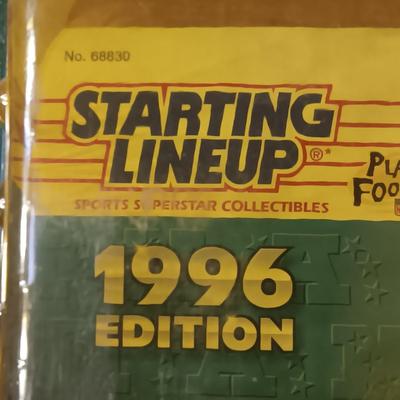 No. 68830
STARTING
LINEUP®*
SPORTS SUPERSTAR COLLECTIBLES
1996
EDITION